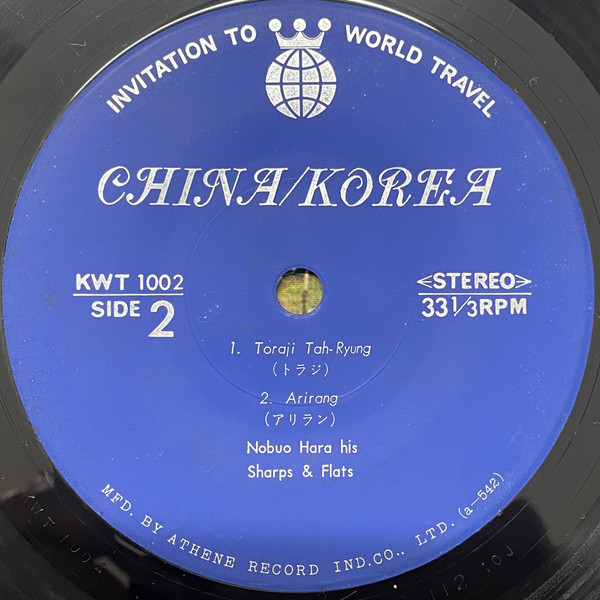 INVITATION TO WORLD TRAVEL
CHINA/KOREA
KWT 1002
SIDE 2
<STEREO>
33 1/3 RPM
1. Toraji Tah-Ryung
(トラジ)
2. Arirang
(アリラン)
Nobuo Hara his
Sharps & Flats
MFD. BY ATHENE RECORD IND.CO., LTD. (a-542)
KWT 1002